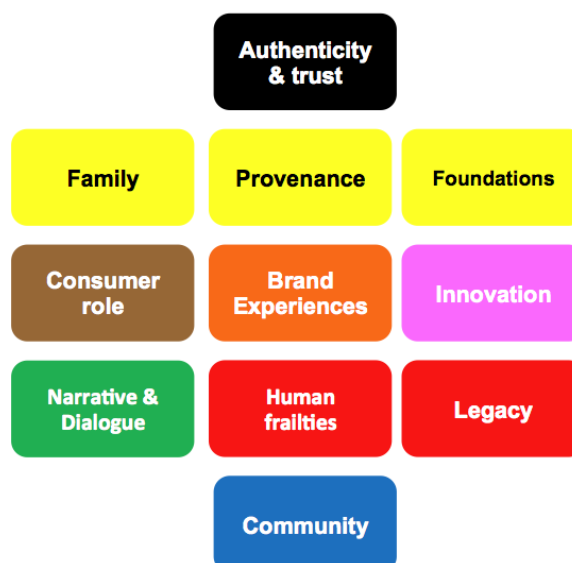 Authenticity
& trust
Family
Provenance
Foundations
Consumer
role
Brand
Experiences
Innovation
Narrative &
Dialogue
Human
frailties
Legacy
Community